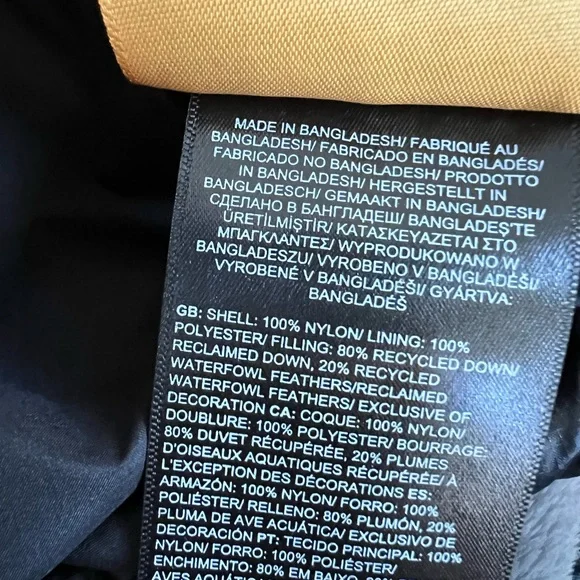 MADE IN BANGLADESH/ FABRIQUÉ AU
BANGLADESH/ FABRICADO EN BANGLADÉS/
FABRICADO NO BANGLADESH/ PRODOTTO
IN BANGLADESH/ HERGESTELLT IN
BANGLADESCH/ GEMAAKT IN BANGLADESH/
СДЕЛАНО В БАНГЛАДЕШ/ BANGLADEŞ'TE
ÜRETİLMİŞTİR/ ΚΑΤΑΣΚΕΥΑΖΕΤΑΙ ΣΤΟ
ΜΠΑΓΚΛΑΝΤΕΣ/ WYPRODUKOWANO W
BANGLADESZU/ VYROBENO V BANGLADÉŠI/
VYROBENÉ V BANGLADÉŠI/ GYÁRTVA:
BANGLADÉŠ
GB: SHELL: 100% NYLON/ LINING: 100%
POLYESTER/ FILLING: 80% RECYCLED DOWN/
RECLAIMED DOWN, 20% RECYCLED
WATERFOWL FEATHERS/RECLAIMED
WATERFOWL FEATHERS/ EXCLUSIVE OF
DECORATION CA: COQUE: 100% NYLON/
DOUBLURE: 100% POLYESTER/ BOURRAGE:
80% DUVET RÉCUPÉRÉE, 20% PLUMES
D'OISEAUX AQUATIQUES RÉCUPÉRÉE/ À
L'EXCEPTION DES DÉCORATIONS ES:
ARMAZÓN: 100% NYLON/ FORRO: 100%
POLIÉSTER/ RELLENO: 80% PLUMÓN, 20%
PLUMA DE AVE ACUÁTICA/ EXCLUSIVO DE
DECORACIÓN PT: TECIDO PRINCIPAL: 100%
NYLON/ FORRO: 100% POLIÉSTER/
ENCHIMENTO: 80% EM BAIXO, 20%
AVES